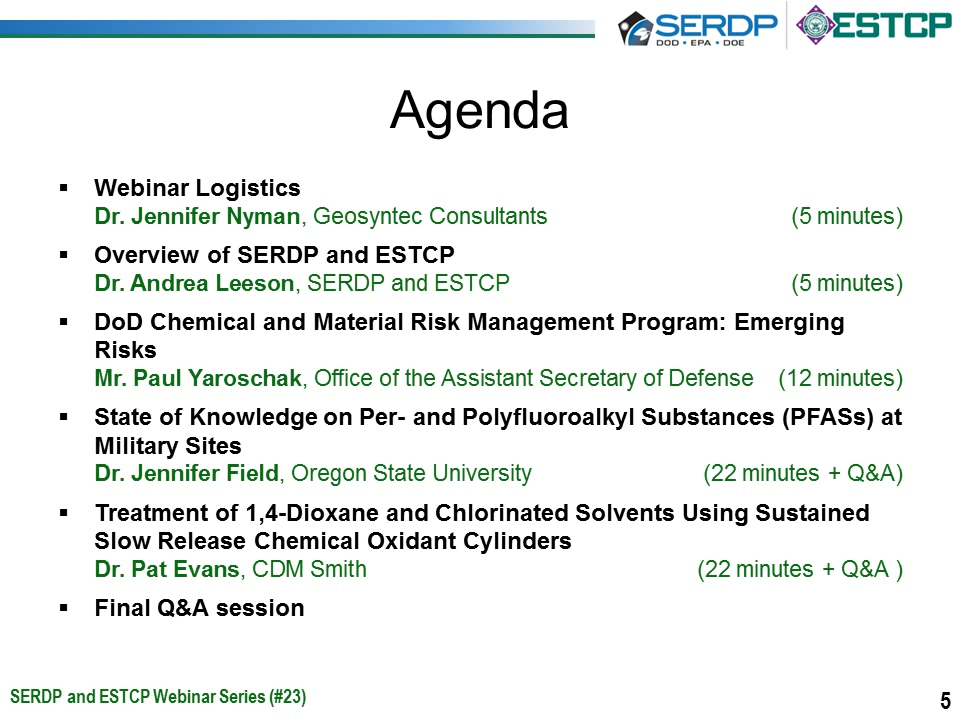 SERDP
DOD • EPA • DOE
ESTCP
Agenda
▪ Webinar Logistics
Dr. Jennifer Nyman, Geosyntec Consultants (5 minutes)
▪ Overview of SERDP and ESTCP
Dr. Andrea Leeson, SERDP and ESTCP (5 minutes)
▪ DoD Chemical and Material Risk Management Program: Emerging
Risks
Mr. Paul Yaroschak, Office of the Assistant Secretary of Defense (12 minutes)
▪ State of Knowledge on Per- and Polyfluoroalkyl Substances (PFASs) at
Military Sites
Dr. Jennifer Field, Oregon State University (22 minutes + Q&A)
▪ Treatment of 1,4-Dioxane and Chlorinated Solvents Using Sustained
Slow Release Chemical Oxidant Cylinders
Dr. Pat Evans, CDM Smith (22 minutes + Q&A )
▪ Final Q&A session
SERDP and ESTCP Webinar Series (#23)
5